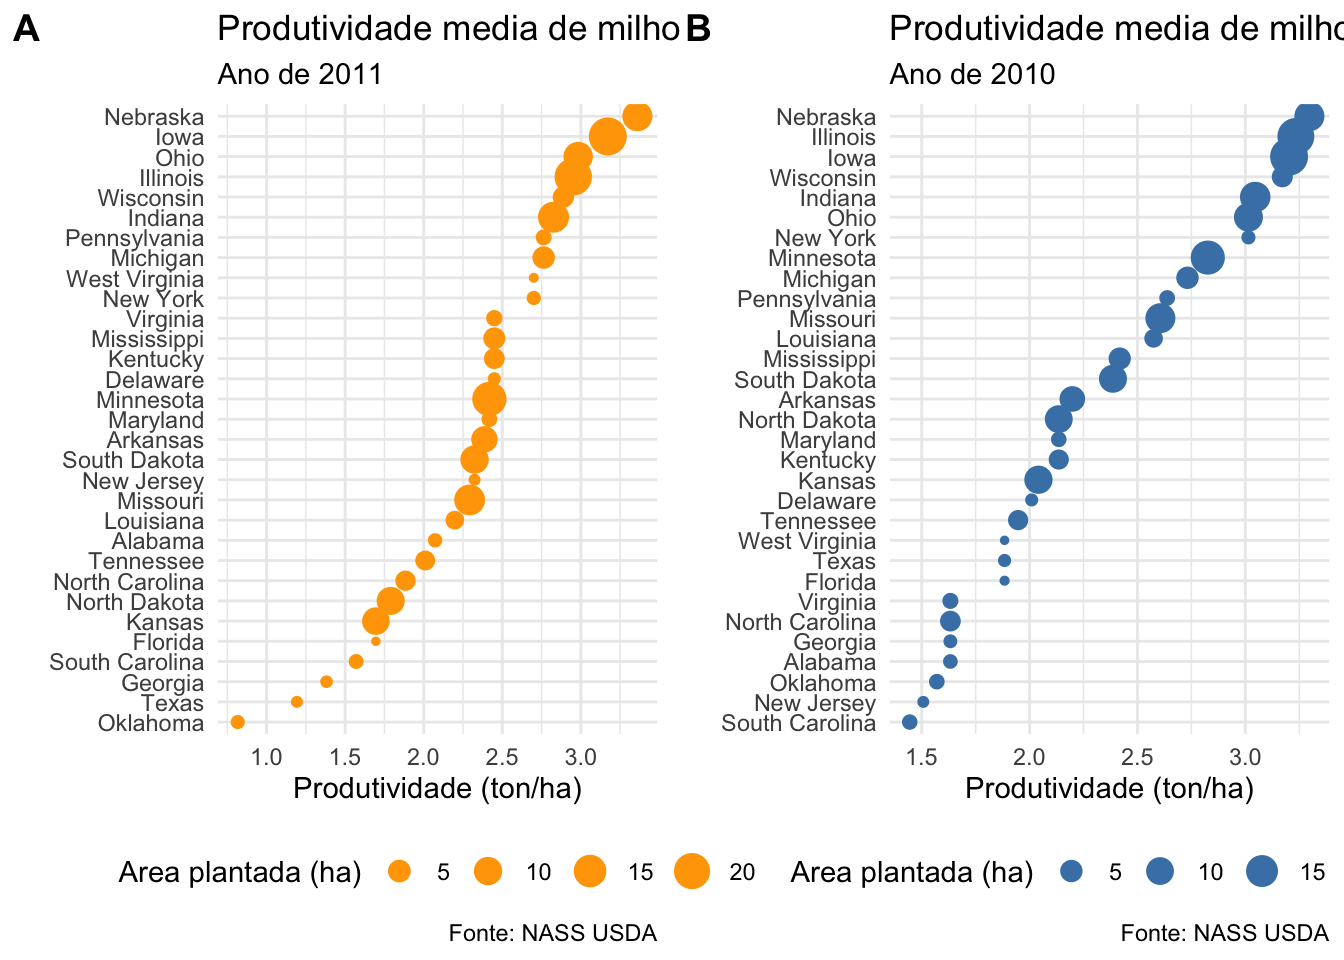 A
Produtividade media de milho
Ano de 2011
Nebraska
Iowa
Ohio
Illinois
Wisconsin
Indiana
Pennsylvania
Michigan
West Virginia
New York
Virginia
Mississippi
Kentucky
Delaware
Minnesota
Maryland
Arkansas
South Dakota
New Jersey
Missouri
Louisiana
Alabama
Tennessee
North Carolina
North Dakota
Kansas
Florida
South Carolina
Georgia
Texas
Oklahoma
1.0 1.5 2.0 2.5 3.0
Produtividade (ton/ha)
Area plantada (ha) 5 10 15 20
Fonte: NASS USDA
B
Produtividade media de milho
Ano de 2010
Nebraska
Illinois
Iowa
Wisconsin
Indiana
Ohio
New York
Minnesota
Michigan
Pennsylvania
Missouri
Louisiana
Mississippi
South Dakota
Arkansas
North Dakota
Maryland
Kentucky
Kansas
Delaware
Tennessee
West Virginia
Texas
Florida
Virginia
North Carolina
Georgia
Alabama
Oklahoma
New Jersey
South Carolina
1.5 2.0 2.5 3.0
Produtividade (ton/ha)
Area plantada (ha) 5 10 15
Fonte: NASS USDA